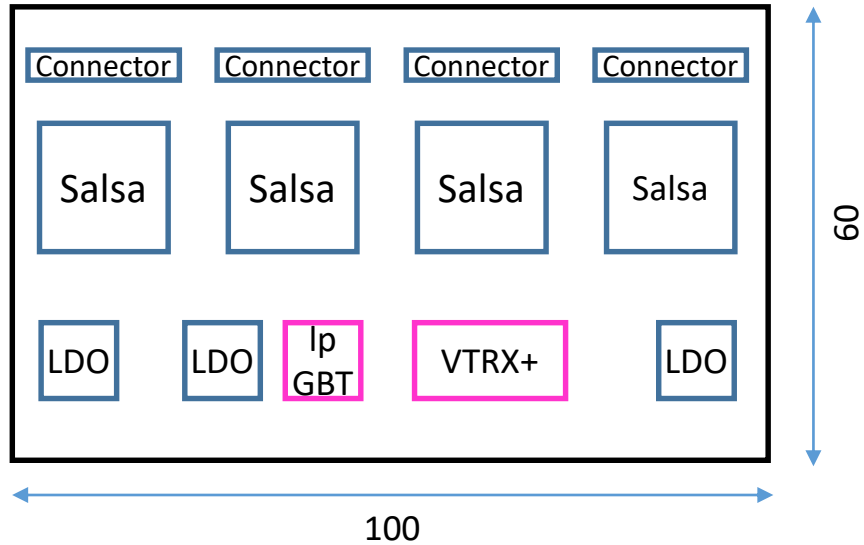 Connector Connector Connector Connector
Salsa Salsa Salsa Salsa
60
LDO LDO lp GBT VTRX+ LDO
100